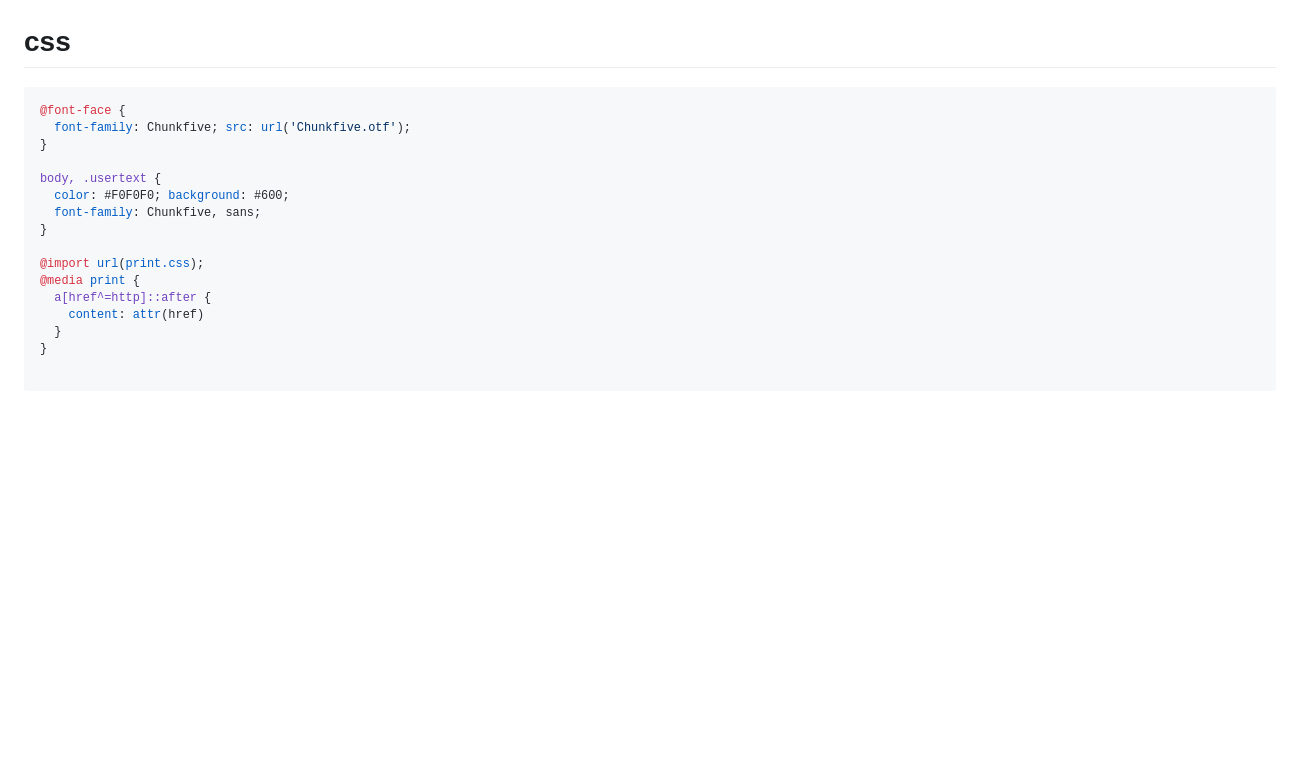 css
@font-face {
  font-family: Chunkfive; src: url('Chunkfive.otf');
}

body, .usertext {
  color: #F0F0F0; background: #600;
  font-family: Chunkfive, sans;
}

@import url(print.css);
@media print {
  a[href^=http]::after {
    content: attr(href)
  }
}